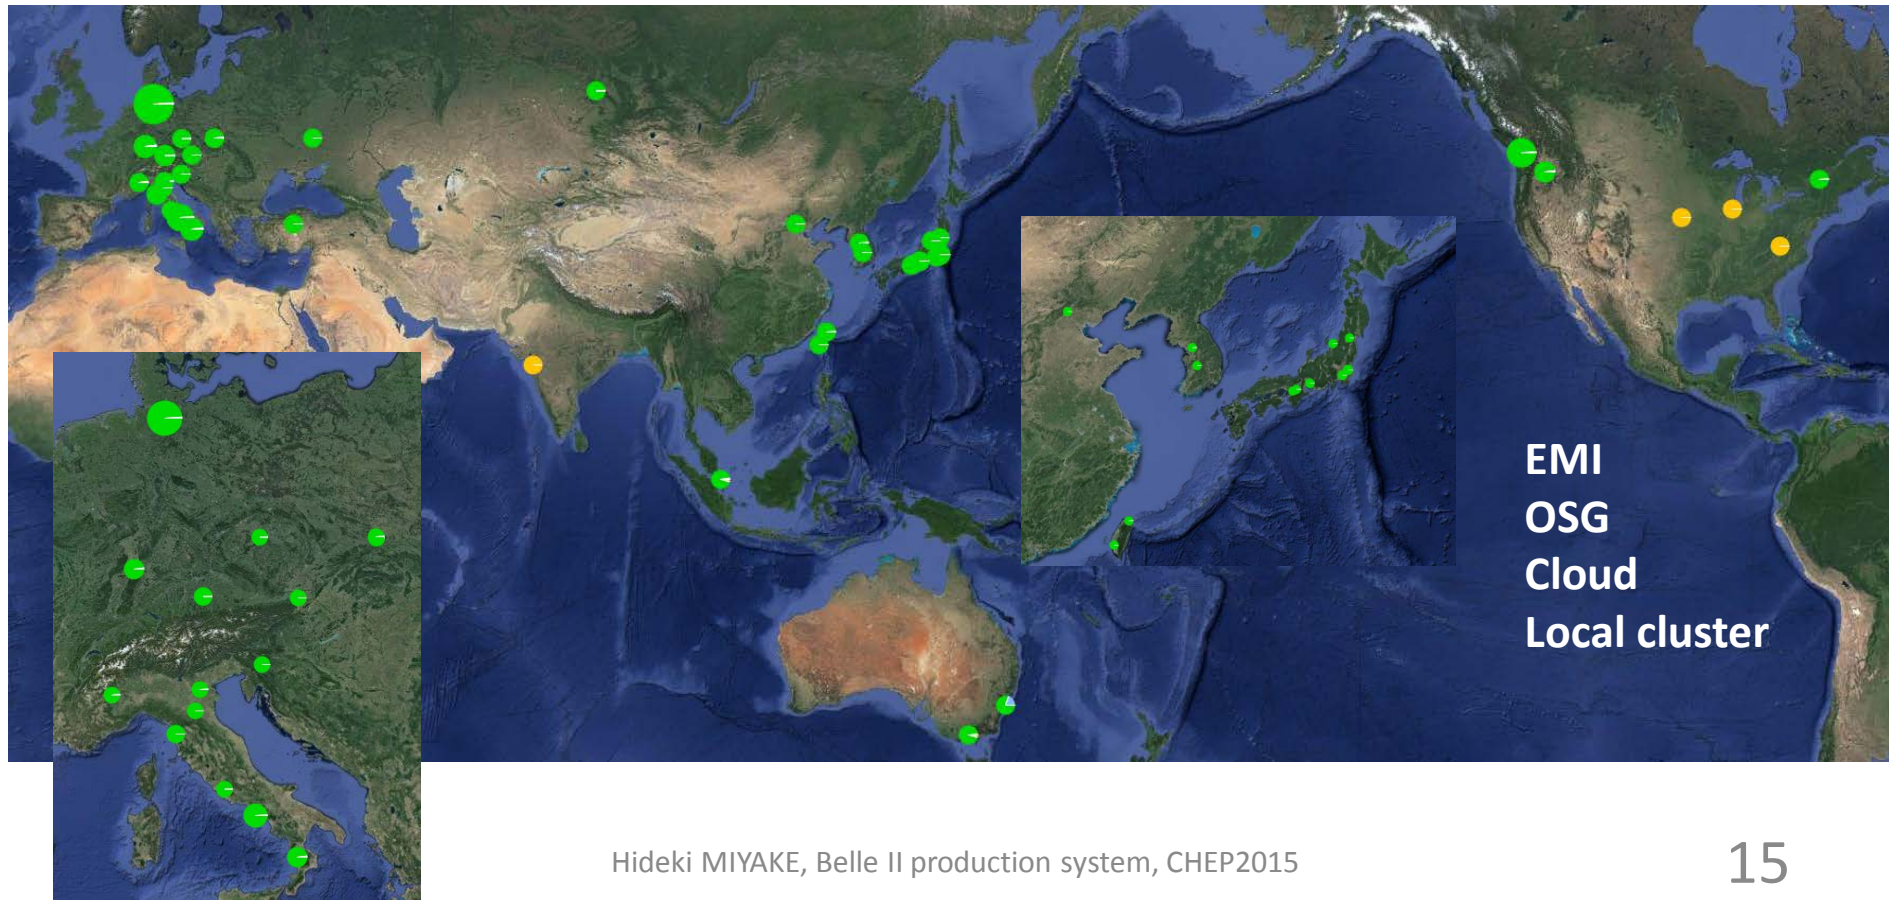 EMI
OSG
Cloud
Local cluster
Hideki MIYAKE, Belle II production system, CHEP2015
15